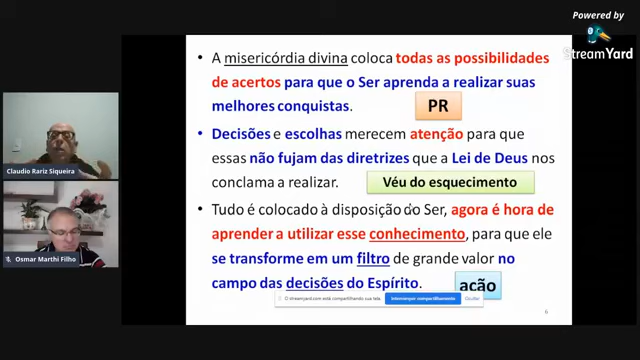 Powered by
StreamYard
• A misericórdia divina coloca todas as possibilidades
de acertos para que o Ser aprenda a realizar suas
melhores conquistas.
PR
• Decisões e escolhas merecem atenção para que
essas não fujam das diretrizes que a Lei de Deus nos
conclama a realizar.
Véu do esquecimento
• Tudo é colocado à disposição do Ser, agora é hora de
aprender a utilizar esse conhecimento, para que ele
se transforme em um filtro de grande valor no
campo das decisões do Espírito.
ação
streamyard.com está compartilhando sua tela.
Interromper compartilhamento
Ocultar
6
Claudio Rariz Siqueira
Osmar Marthi Filho